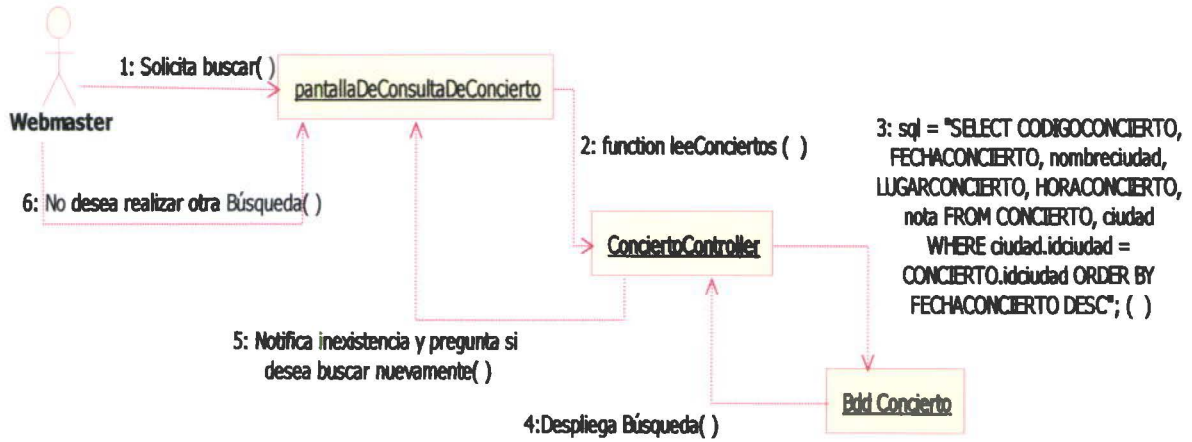 1: Solicita buscar( )
pantallaDeConsultaDeConcierto
Webmaster
2: function leeConciertos ( )
3: sql = "SELECT CODIGOCONCIERTO,
FECHACONCIERTO, nombreciudad,
LUGARCONCIERTO, HORACONCIERTO,
nota FROM CONCIERTO, ciudad
WHERE ciudad.idciudad =
CONCIERTO.idciudad ORDER BY
FECHACONCIERTO DESC"; ( )
6: No desea realizar otra Búsqueda( )
ConciertoController
5: Notifica inexistencia y pregunta si
desea buscar nuevamente( )
Bdd Concierto
4:Despliega Búsqueda( )